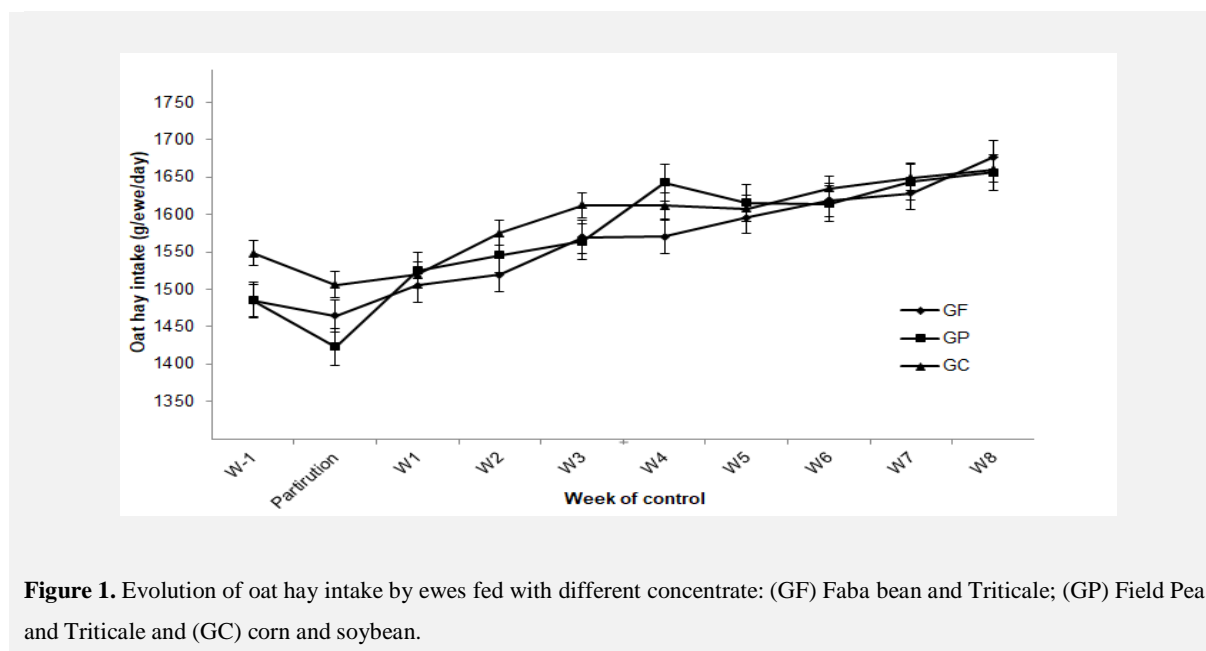 1750
1700
1650
1600
1550
1500
1450
1400
1350
Oat hay intake (g/ewe/day)
GF
GP
GC
W-1
Partirution
W1
W2
W3
W4
W5
W6
W7
W8
Week of control
Figure 1. Evolution of oat hay intake by ewes fed with different concentrate: (GF) Faba bean and Triticale; (GP) Field Pea
and Triticale and (GC) corn and soybean.